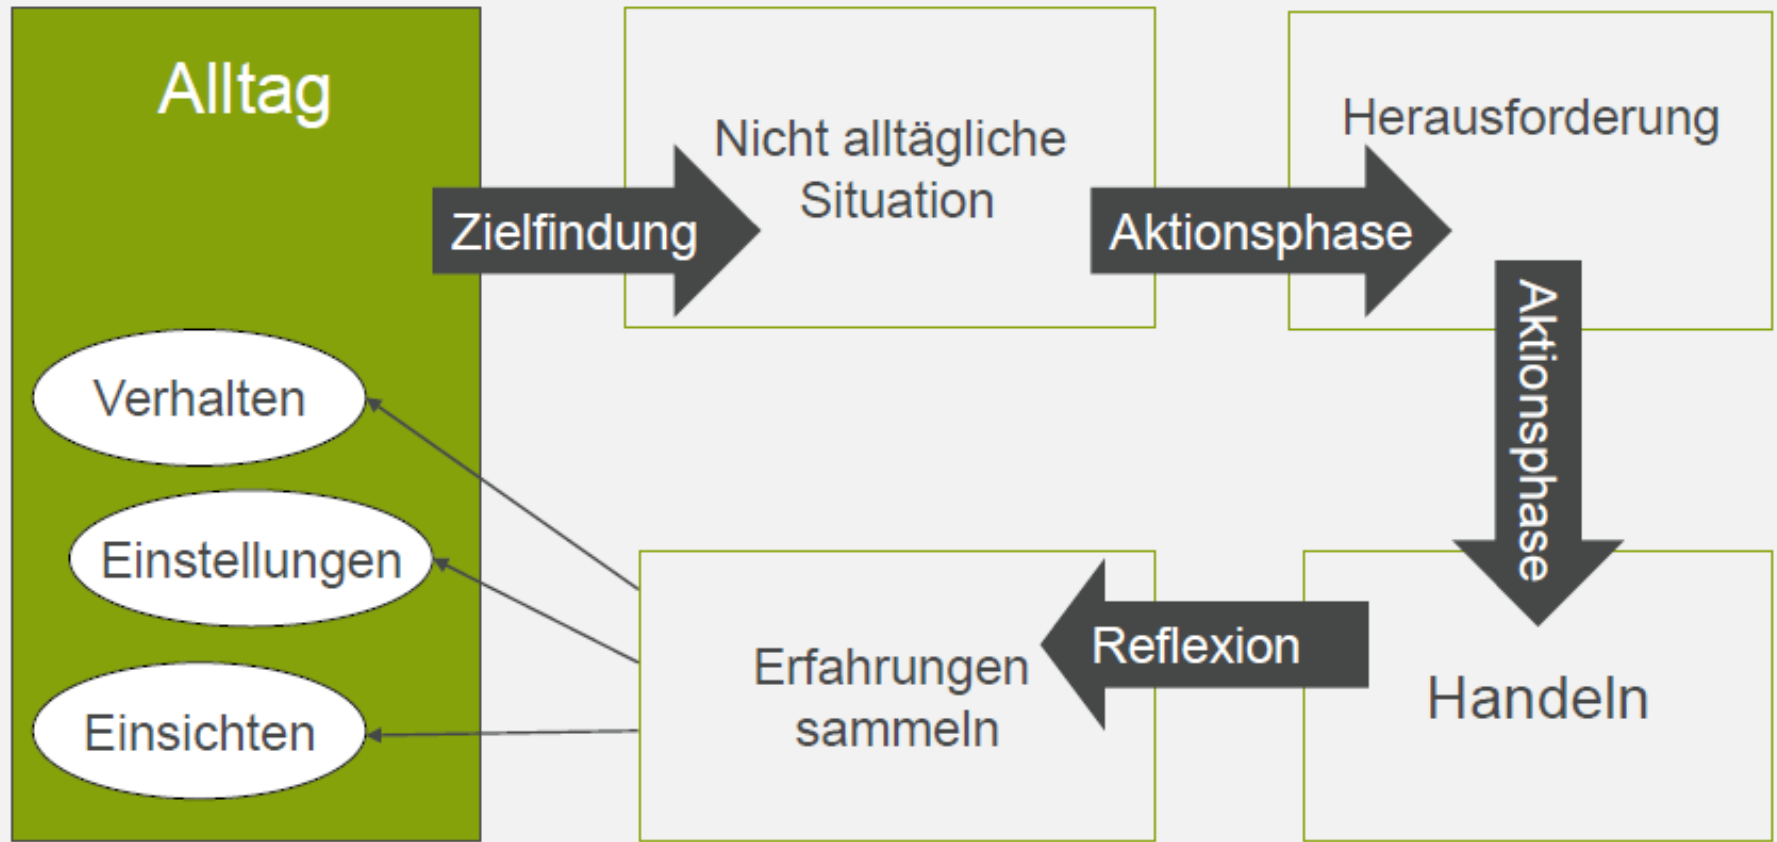 Alltag
Nicht alltägliche
Situation
Herausforderung
Zielfindung
Aktionsphase
Aktionsphase
Verhalten
Einstellungen
Einsichten
Erfahrungen
sammeln
Reflexion
Handeln